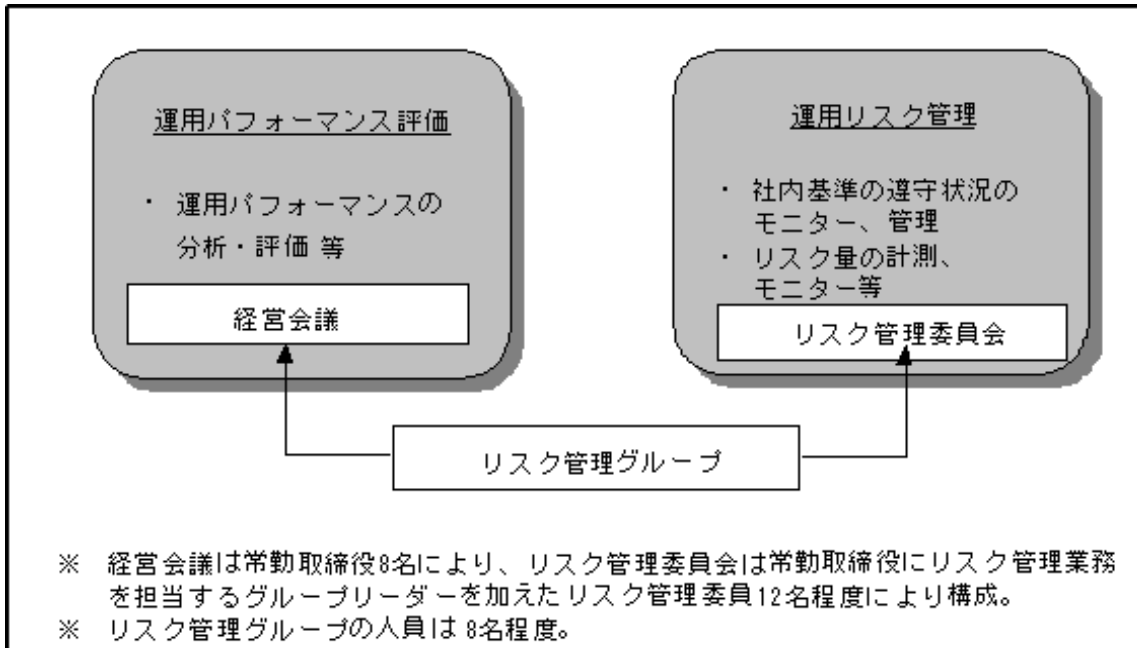 運用パフォーマンス評価
・ 運用パフォーマンスの
分析・評価 等
経営会議
運用リスク管理
・ 社内基準の遵守状況の
モニター、管理
・ リスク量の計測、
モニター等
リスク管理委員会
リスク管理グループ
※ 経営会議は常勤取締役8名により、リスク管理委員会は常勤取締役にリスク管理業務
を担当するグループリーダーを加えたリスク管理委員12名程度により構成。
※ リスク管理グループの人員は 8名程度。